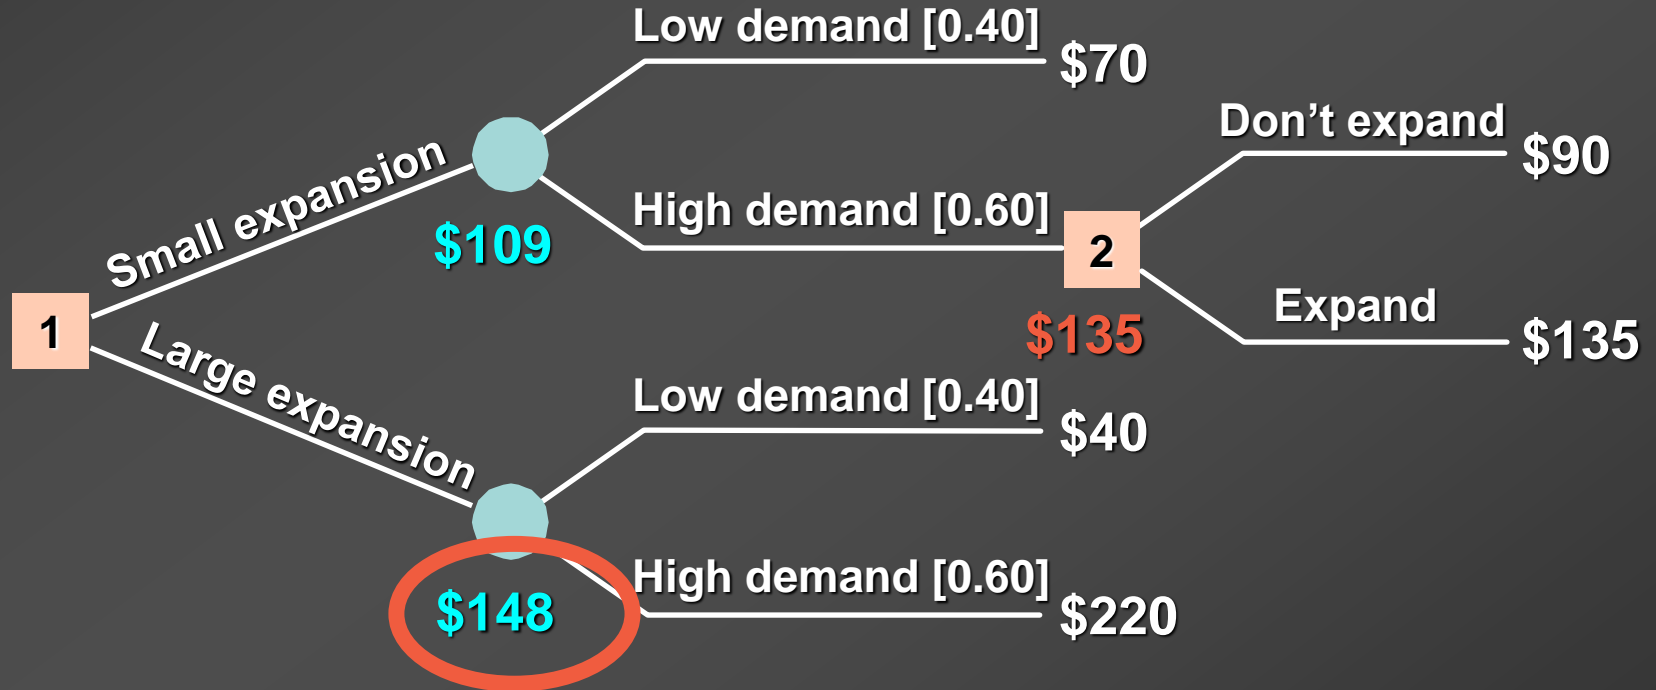 Low demand [0.40]
$70
Don’t expand
$90
Small expansion
High demand [0.60]
$109
2
Expand
1
$135
$135
Large expansion
Low demand [0.40]
$40
High demand [0.60]
$148
$220